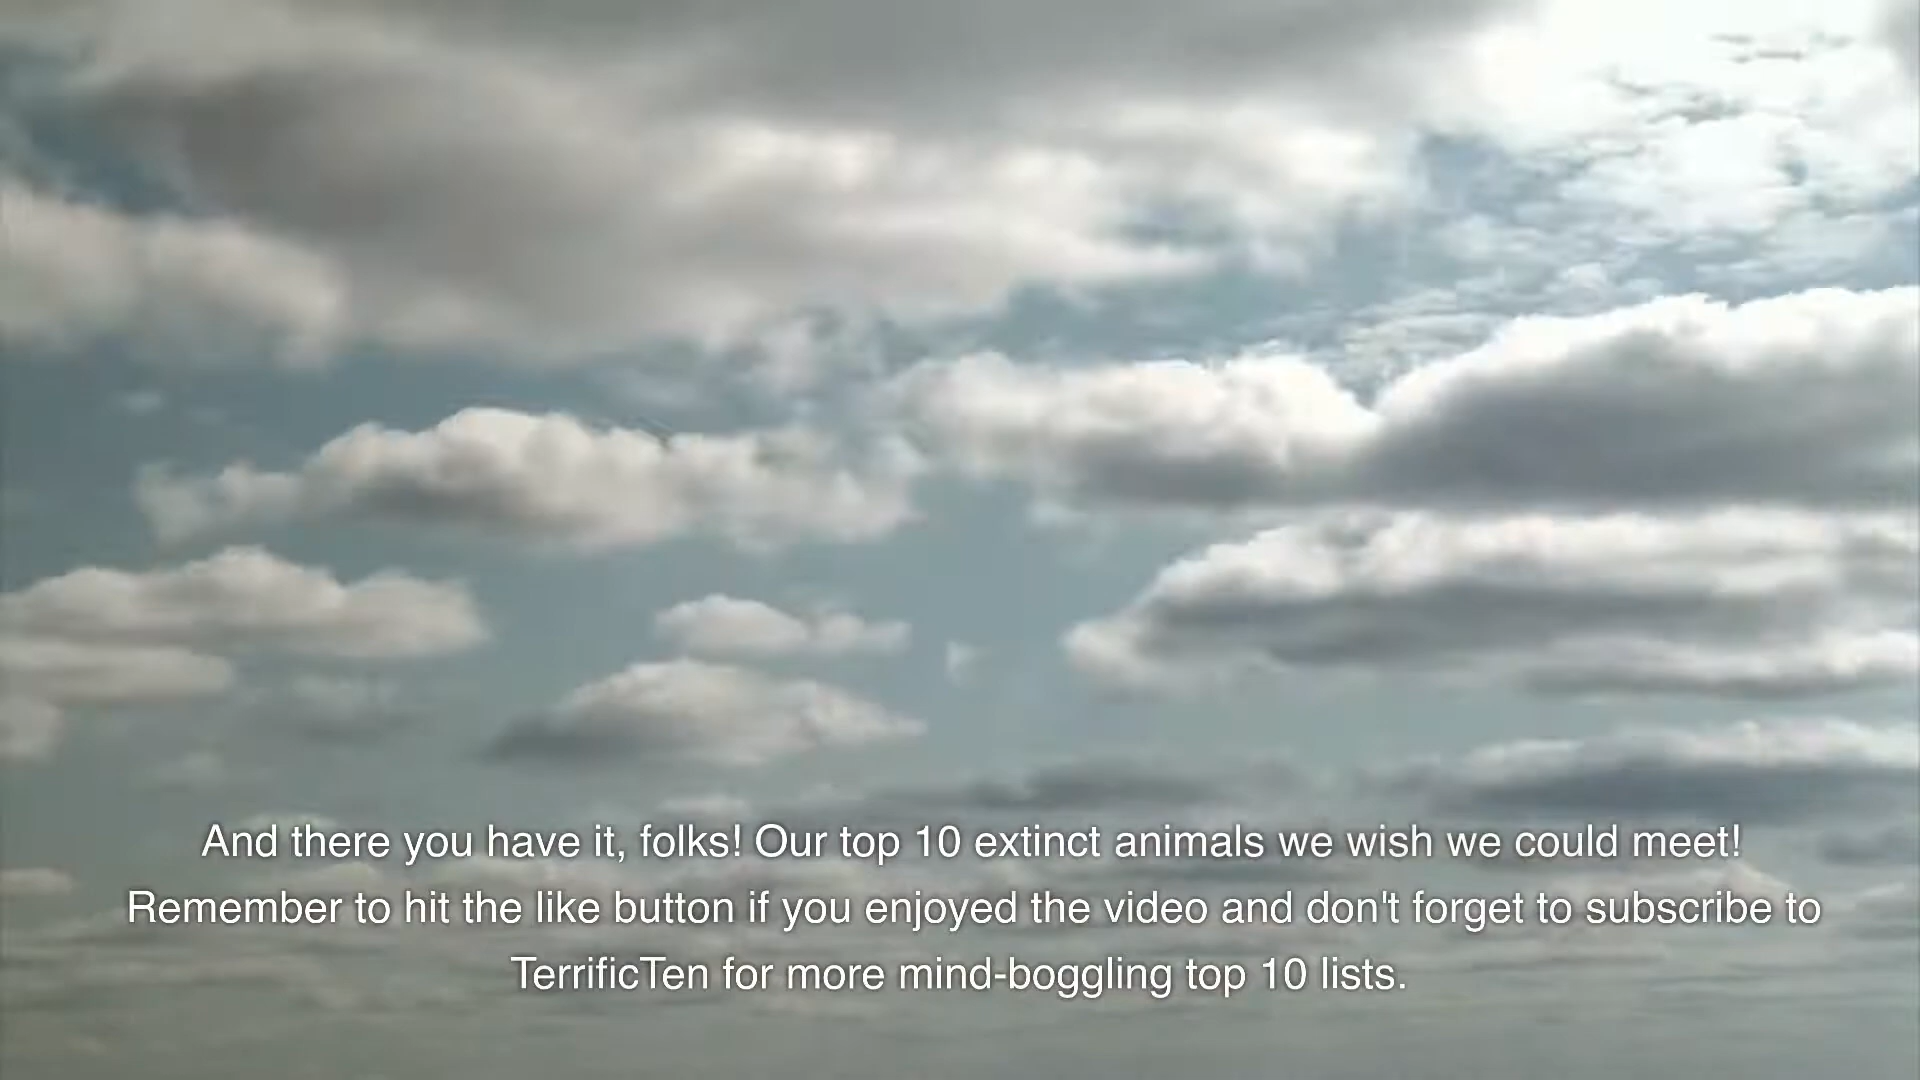 And there you have it, folks! Our top 10 extinct animals we wish we could meet!
Remember to hit the like button if you enjoyed the video and don't forget to subscribe to
TerrificTen for more mind-boggling top 10 lists.